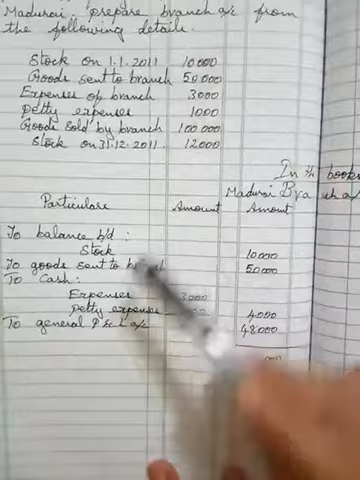 Madurai. prepare branch a/c from
the following details.
Stock on 1.1.2011 10000
Goods sent to branch 50000
Expenses of branch 3000
petty expenses 1000
Goods sold by branch 100000
Stock on 31.12.2011. 12000
In the books
Madurai Bra
Particulars Amount Amount
To balance b/d :
Stock 10000
To goods sent to 50000
To Cash :
Expenses 3000
petty expenses 4000
To general P & L a/c 48000